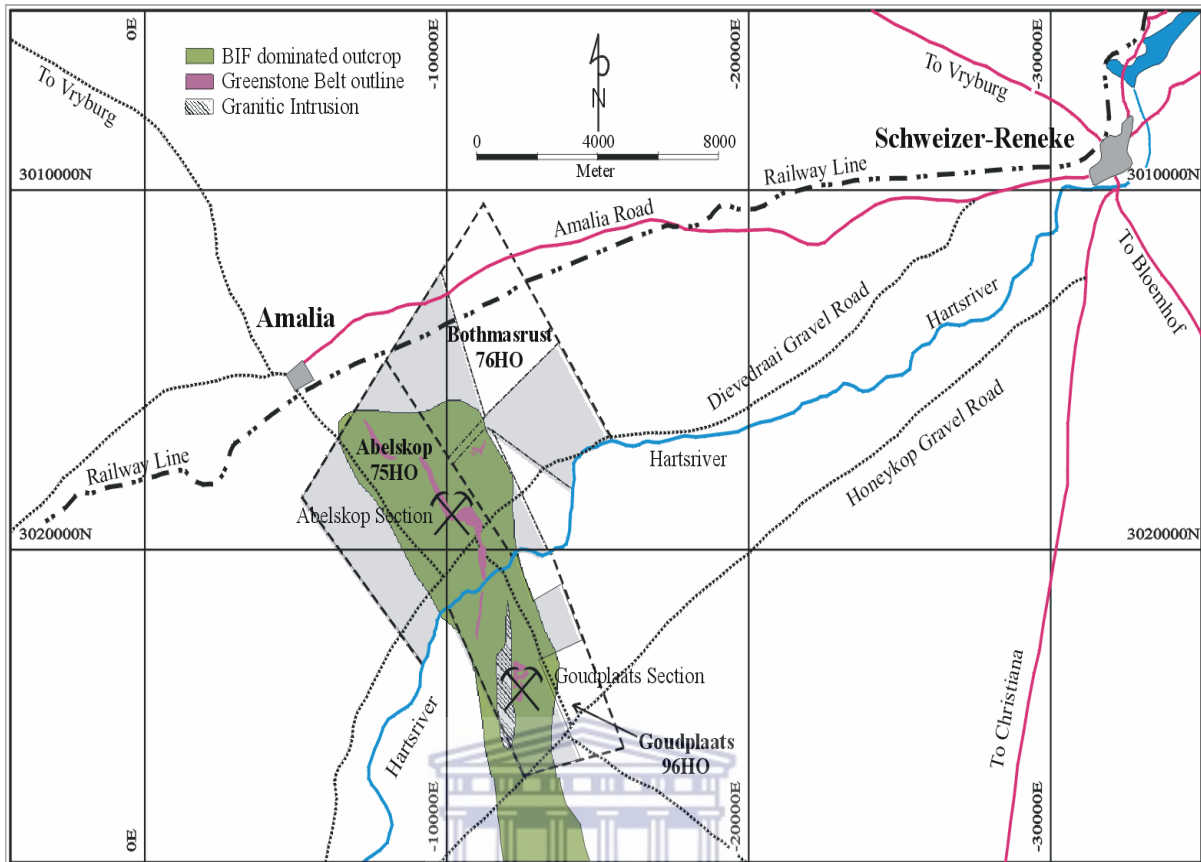 0E
-10000E
-20000E
-30000E
BIF dominated outcrop
Greenstone Belt outline
Granitic Intrusion
N
0 4000 8000
Meter
To Vryburg
To Vryburg
Schweizer-Reneke
Railway Line
3010000N
3010000N
Amalia Road
To Bloemhof
Amalia
Bothmasrust
76HO
Hartsriver
Dievedraai Gravel Road
Honeykop Gravel Road
Abelskop
75HO
Hartsriver
Railway Line
Abelskop Section
3020000N
3020000N
Goudplaats Section
Hartsriver
Goudplaats
96HO
To Christiana
0E
-10000E
-20000E
-30000E